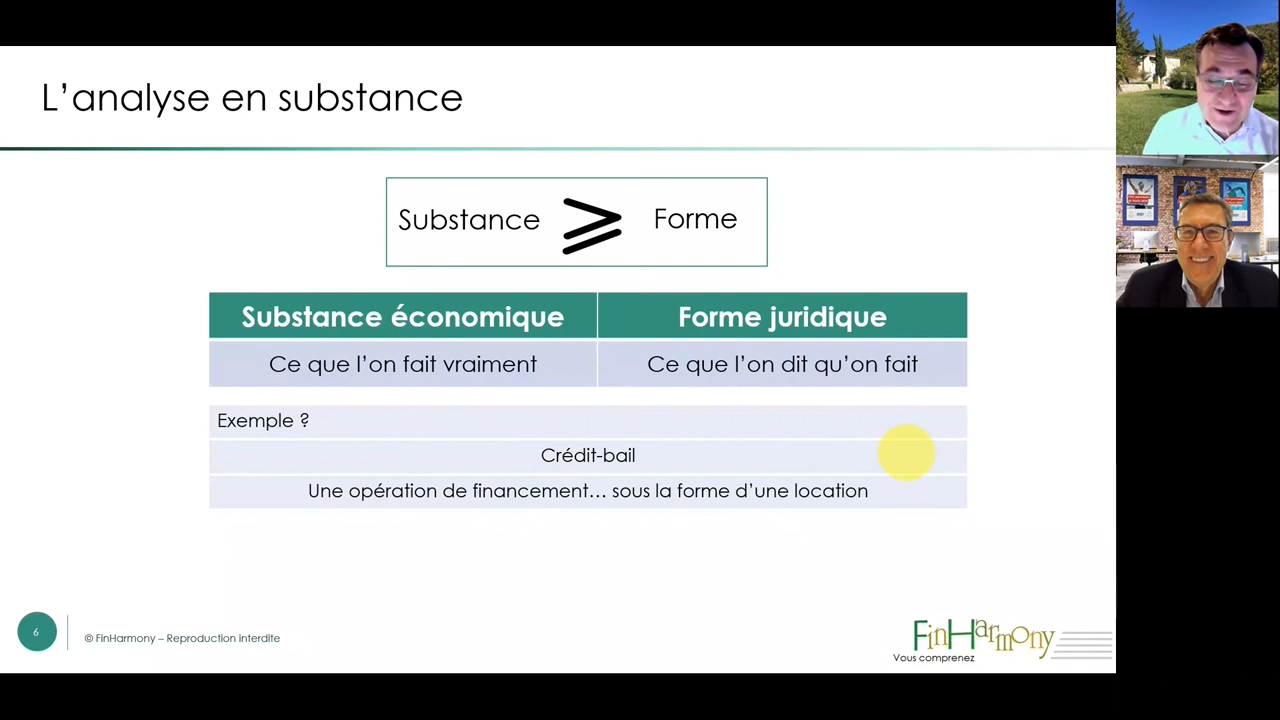 L’analyse en substance
Substance ⩾ Forme
Substance économique Forme juridique
Ce que l’on fait vraiment Ce que l’on dit qu’on fait
Exemple ?
Crédit-bail
Une opération de financement… sous la forme d’une location
6
© FinHarmony – Reproduction interdite
FinHarmony
Vous comprenez